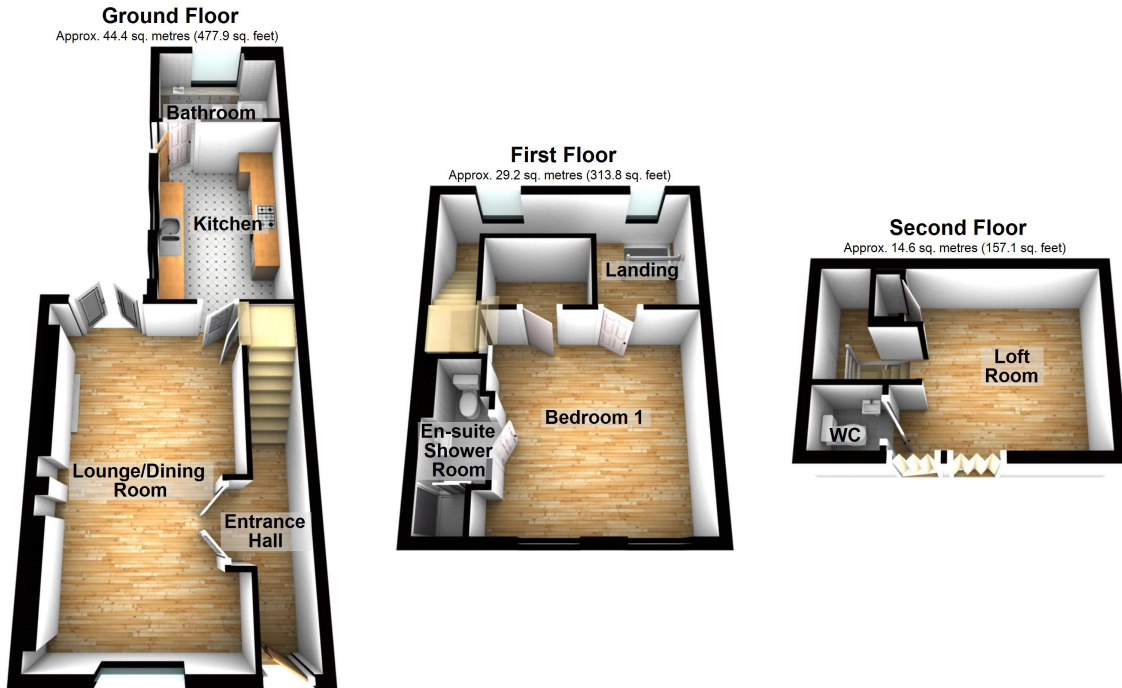 Ground Floor
Approx. 44.4 sq. metres (477.9 sq. feet)
Bathroom
Kitchen
Lounge/Dining
Room
Entrance
Hall
First Floor
Approx. 29.2 sq. metres (313.8 sq. feet)
Landing
Bedroom 1
En-suite
Shower
Room
Second Floor
Approx. 14.6 sq. metres (157.1 sq. feet)
Loft
Room
WC